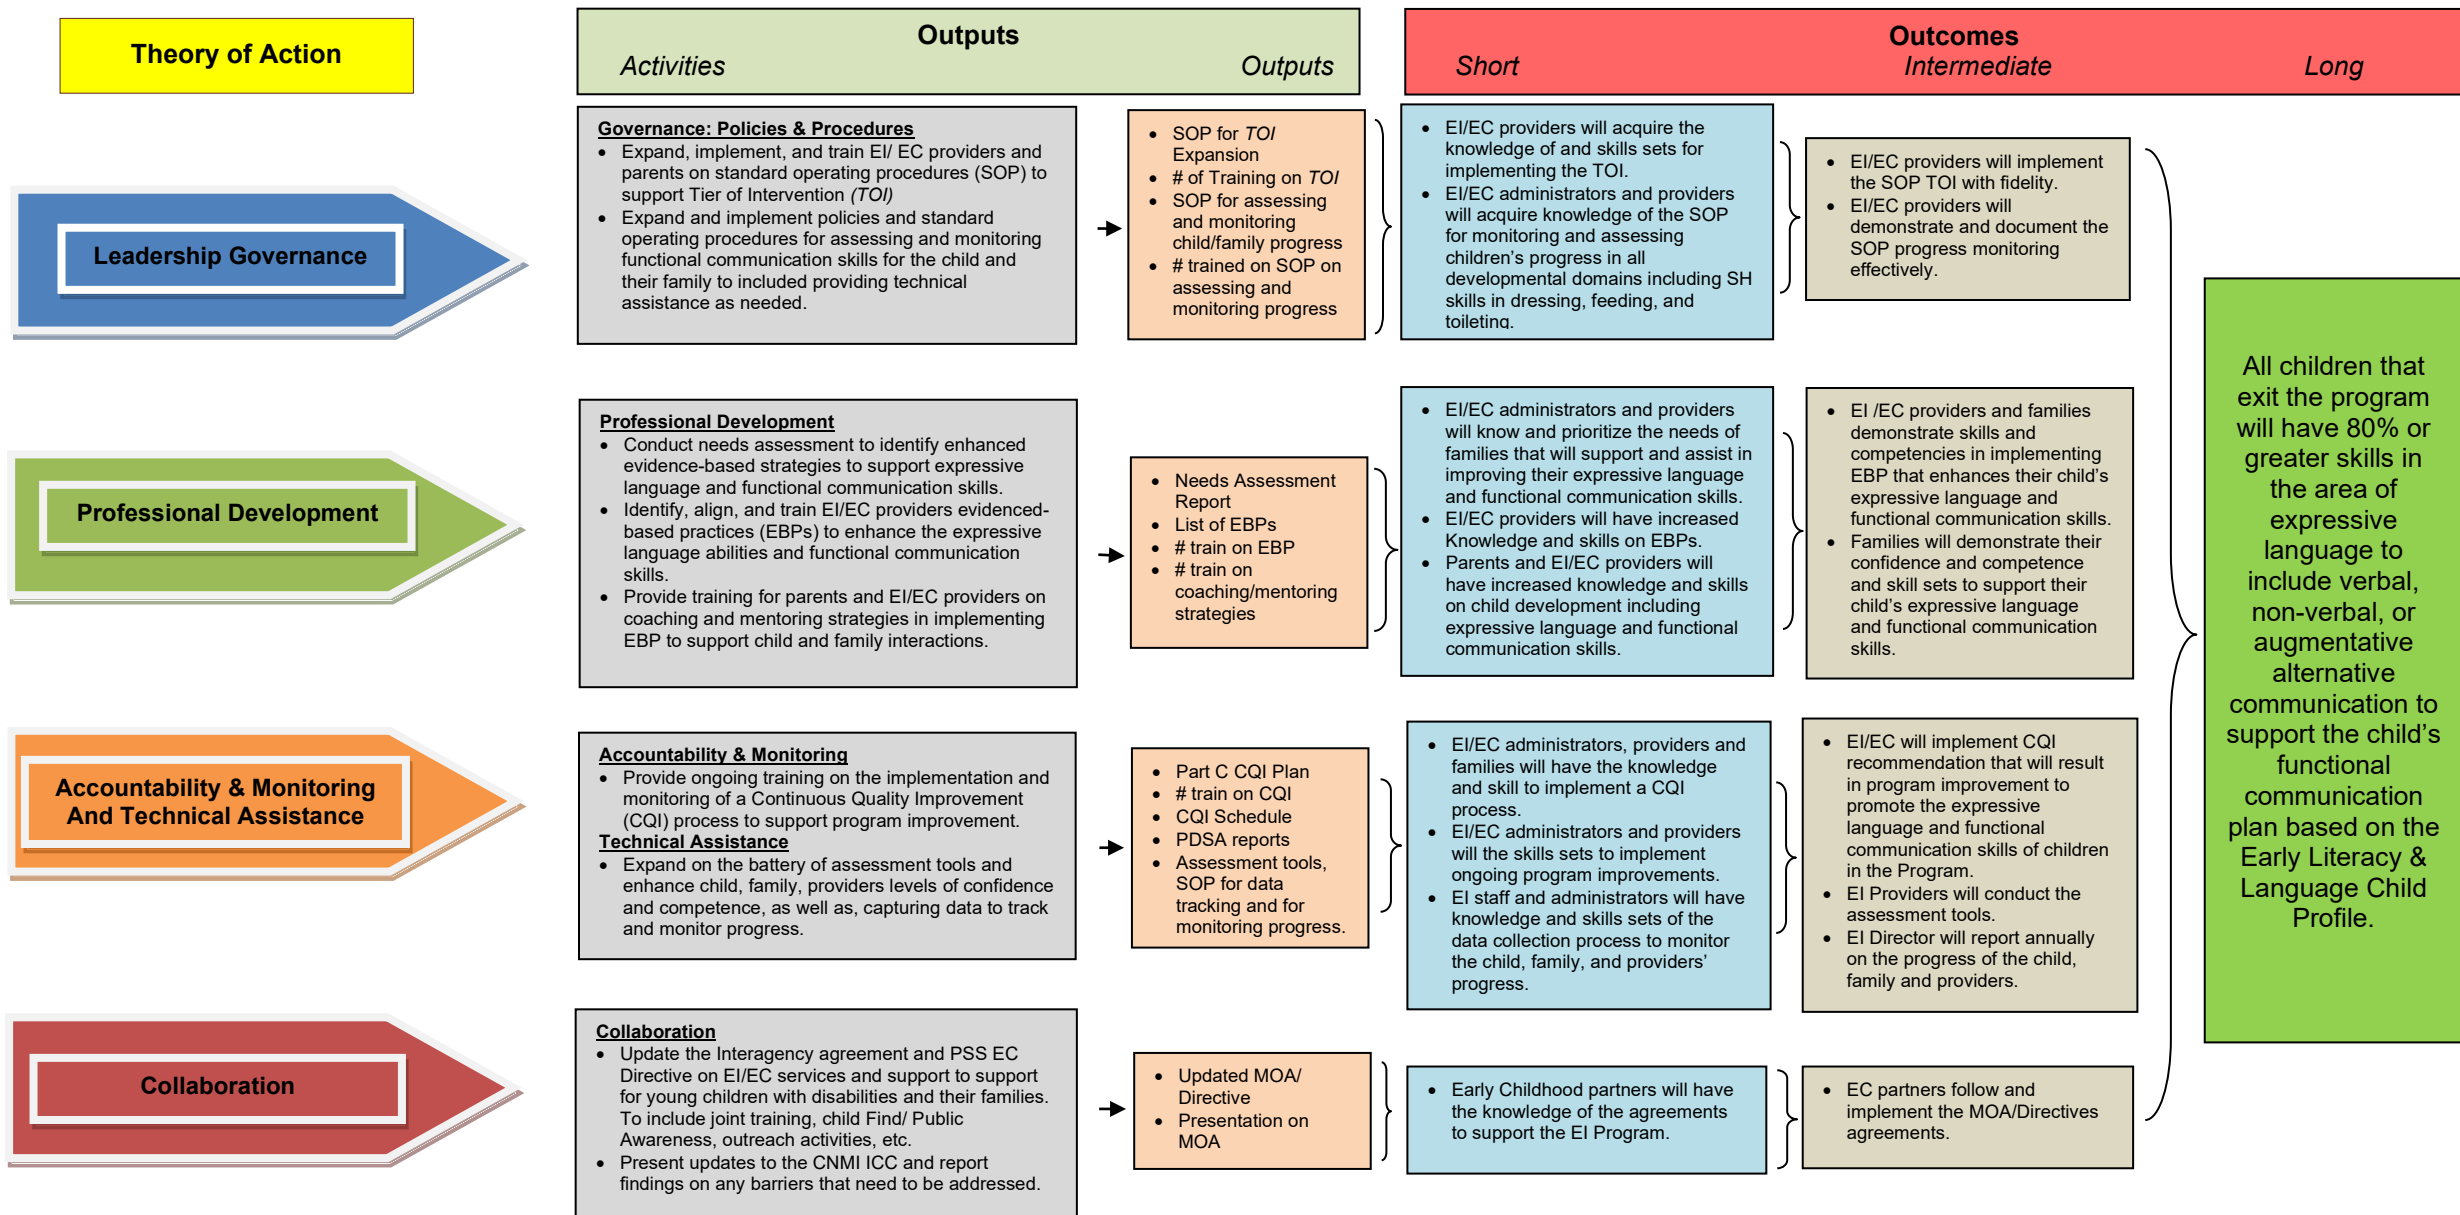 Theory of Action
Outputs
Activities
Outputs
Outcomes
Short
Intermediate
Long
Leadership Governance
Governance: Policies & Procedures
• Expand, implement, and train EI/ EC providers and
parents on standard operating procedures (SOP) to
support Tier of Intervention (TOI)
• Expand and implement policies and standard
operating procedures for assessing and monitoring
functional communication skills for the child and
their family to included providing technical
assistance as needed.
• SOP for TOI
Expansion
• # of Training on TOI
• SOP for assessing
and monitoring
child/family progress
• # trained on SOP on
assessing and
monitoring progress
• EI/EC providers will acquire the
knowledge of and skills sets for
implementing the TOI.
• EI/EC administrators and providers
will acquire knowledge of the SOP
for monitoring and assessing
children's progress in all
developmental domains including SH
skills in dressing, feeding, and
toileting.
• EI/EC providers will implement
the SOP TOI with fidelity.
• EI/EC providers will
demonstrate and document the
SOP progress monitoring
effectively.
Professional Development
Professional Development
• Conduct needs assessment to identify enhanced
evidence-based strategies to support expressive
language and functional communication skills.
• Identify, align, and train EI/EC providers evidenced-
based practices (EBPs) to enhance the expressive
language abilities and functional communication
skills.
• Provide training for parents and EI/EC providers on
coaching and mentoring strategies in implementing
EBP to support child and family interactions.
• Needs Assessment
Report
• List of EBPs
• # train on EBP
• # train on
coaching/mentoring
strategies
• EI/EC administrators and providers
will know and prioritize the needs of
families that will support and assist in
improving their expressive language
and functional communication skills.
• EI/EC providers will have increased
Knowledge and skills on EBPs.
• Parents and EI/EC providers will
have increased knowledge and skills
on child development including
expressive language and functional
communication skills.
• EI /EC providers and families
demonstrate skills and
competencies in implementing
EBP that enhances their child's
expressive language and
functional communication skills.
• Families will demonstrate their
confidence and competence
and skill sets to support their
child's expressive language
and functional communication
skills.
Accountability & Monitoring
And Technical Assistance
Accountability & Monitoring
• Provide ongoing training on the implementation and
monitoring of a Continuous Quality Improvement
(CQI) process to support program improvement.
Technical Assistance
• Expand on the battery of assessment tools and
enhance child, family, providers levels of confidence
and competence, as well as, capturing data to track
and monitor progress.
• Part C CQI Plan
• # train on CQI
• CQI Schedule
• PDSA reports
• Assessment tools,
SOP for data
tracking and for
monitoring progress.
• EI/EC administrators, providers and
families will have the knowledge
and skill to implement a CQI
process.
• EI/EC administrators and providers
will the skills sets to implement
ongoing program improvements.
• EI staff and administrators will have
knowledge and skills sets of the
data collection process to monitor
the child, family, and providers'
progress.
• EI/EC will implement CQI
recommendation that will result
in program improvement to
promote the expressive
language and functional
communication skills of children
in the Program.
• EI Providers will conduct the
assessment tools.
• EI Director will report annually
on the progress of the child,
family and providers.
Collaboration
Collaboration
• Update the Interagency agreement and PSS EC
Directive on EI/EC services and support to support
for young children with disabilities and their families.
To include joint training, child Find/ Public
Awareness, outreach activities, etc.
• Present updates to the CNMI ICC and report
findings on any barriers that need to be addressed.
• Updated MOA/
Directive
• Presentation on
MOA
• Early Childhood partners will have
the knowledge of the agreements
to support the EI Program.
• EC partners follow and
implement the MOA/Directives
agreements.
All children that
exit the program
will have 80% or
greater skills in
the area of
expressive
language to
include verbal,
non-verbal, or
augmentative
alternative
communication to
support the child's
functional
communication
plan based on the
Early Literacy &
Language Child
Profile.